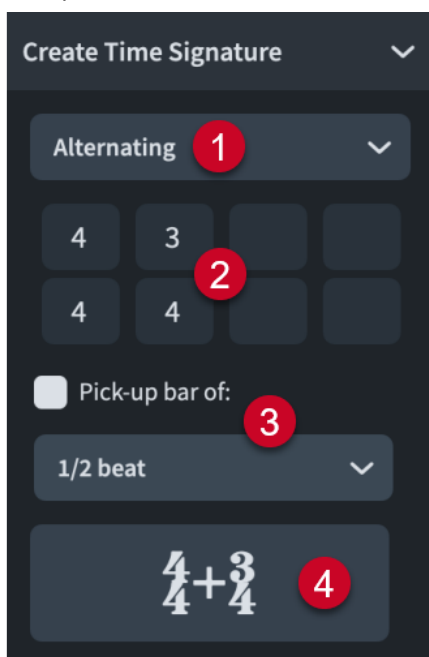 Create Time Signature
Alternating 1
4 3
2
4 4
Pick-up bar of:
3
1/2 beat
4/4+3/4 4